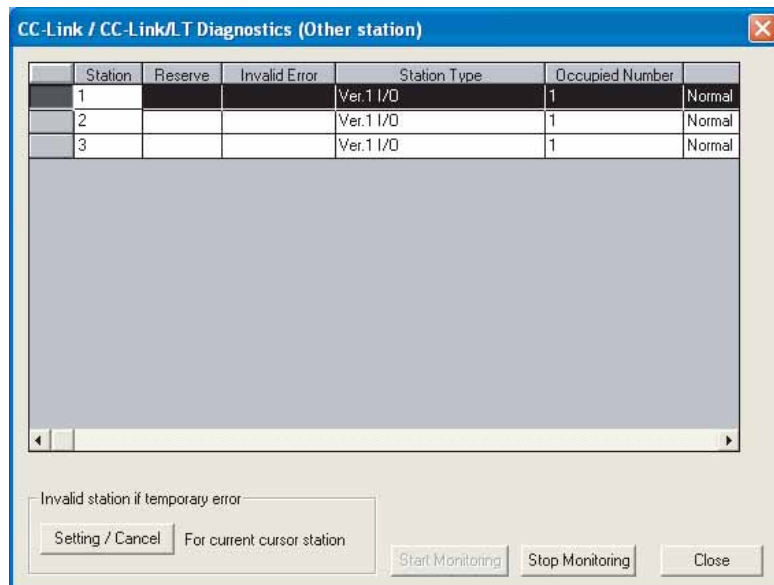 CC-Link / CC-Link/LT Diagnostics (Other station)
Station Reserve Invalid Error Station Type Occupied Number
1 Ver.1 I/O 1 Normal
2 Ver.1 I/O 1 Normal
3 Ver.1 I/O 1 Normal
Invalid station if temporary error
Setting / Cancel For current cursor station
Start Monitoring Stop Monitoring Close